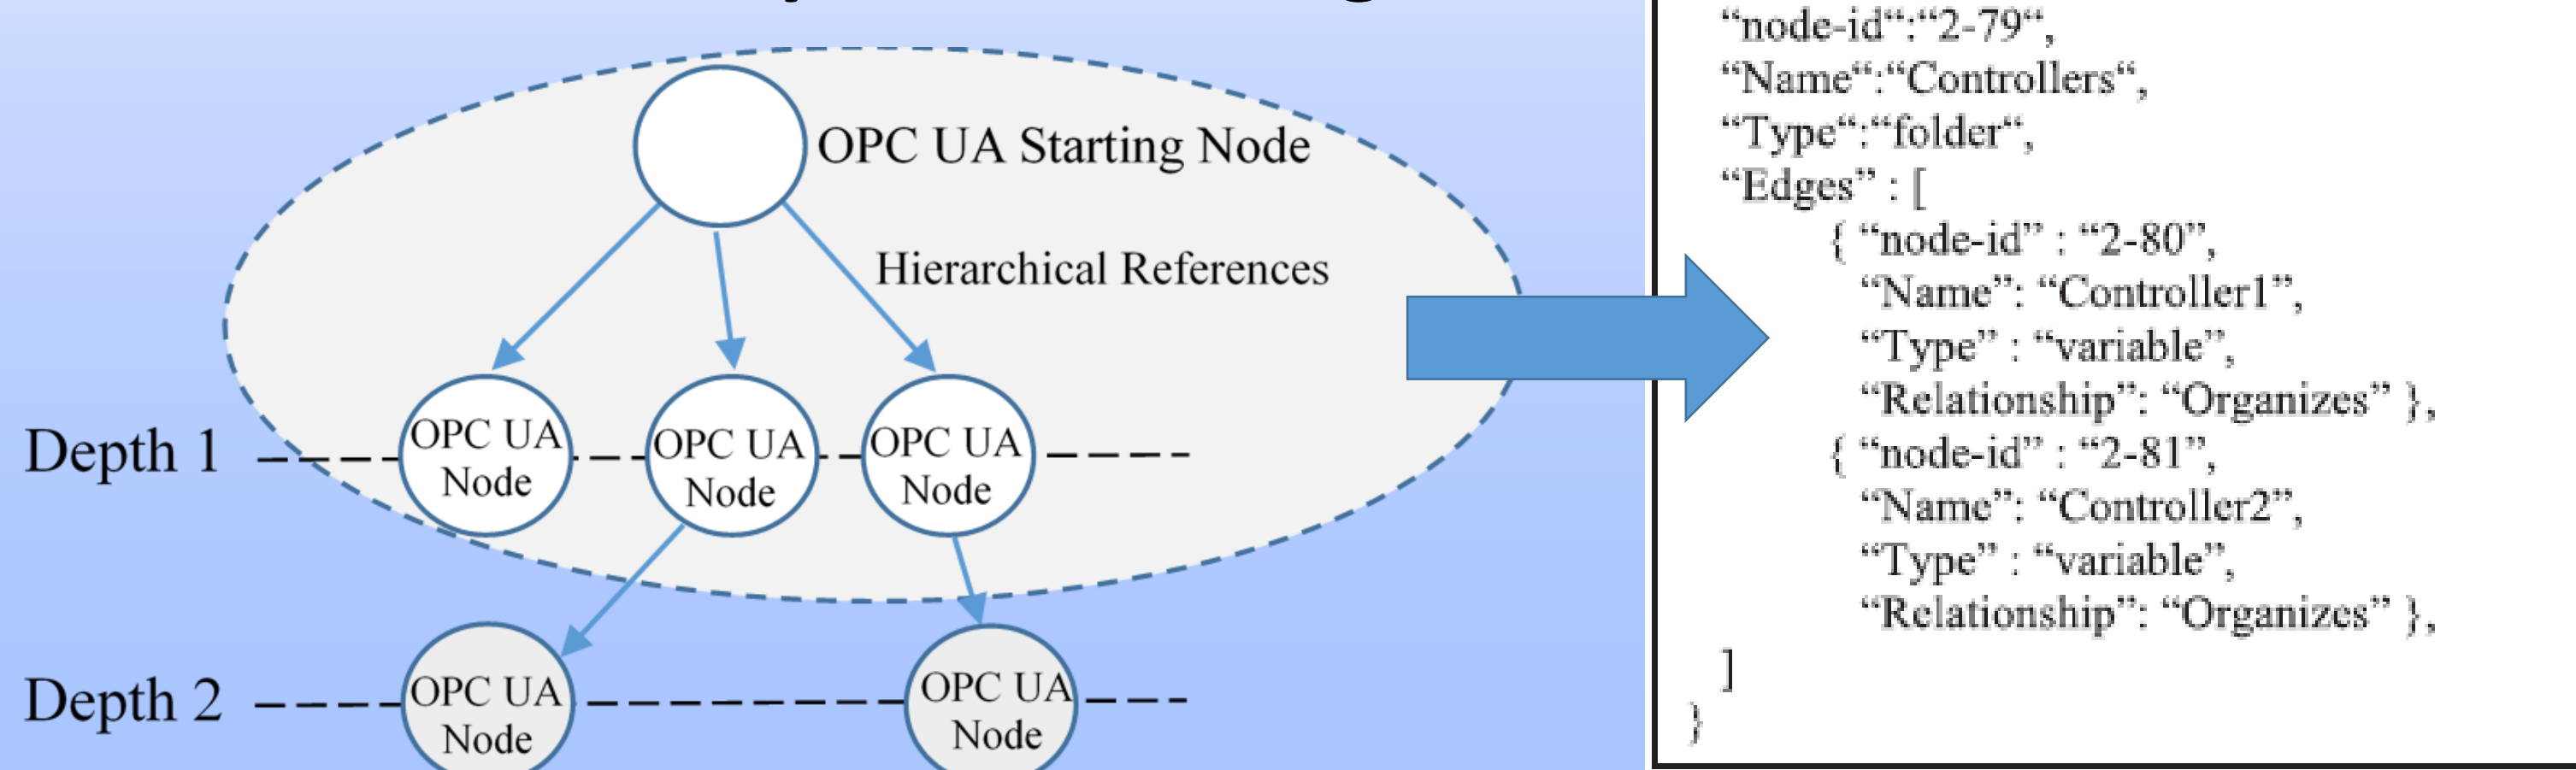 OPC UA Starting Node
Hierarchical References
Depth 1
OPC UA
Node
OPC UA
Node
OPC UA
Node
Depth 2
OPC UA
Node
OPC UA
Node
“node-id“:“2-79“,
“Name“:“Controllers“,
“Type“:“folder“,
“Edges” : [
{ “node-id” : “2-80”,
“Name”: “Controller1”,
“Type” : “variable”,
“Relationship”: “Organizes” },
{ “node-id” : “2-81”,
“Name”: “Controller2”,
“Type” : “variable”,
“Relationship”: “Organizes” },
]
}